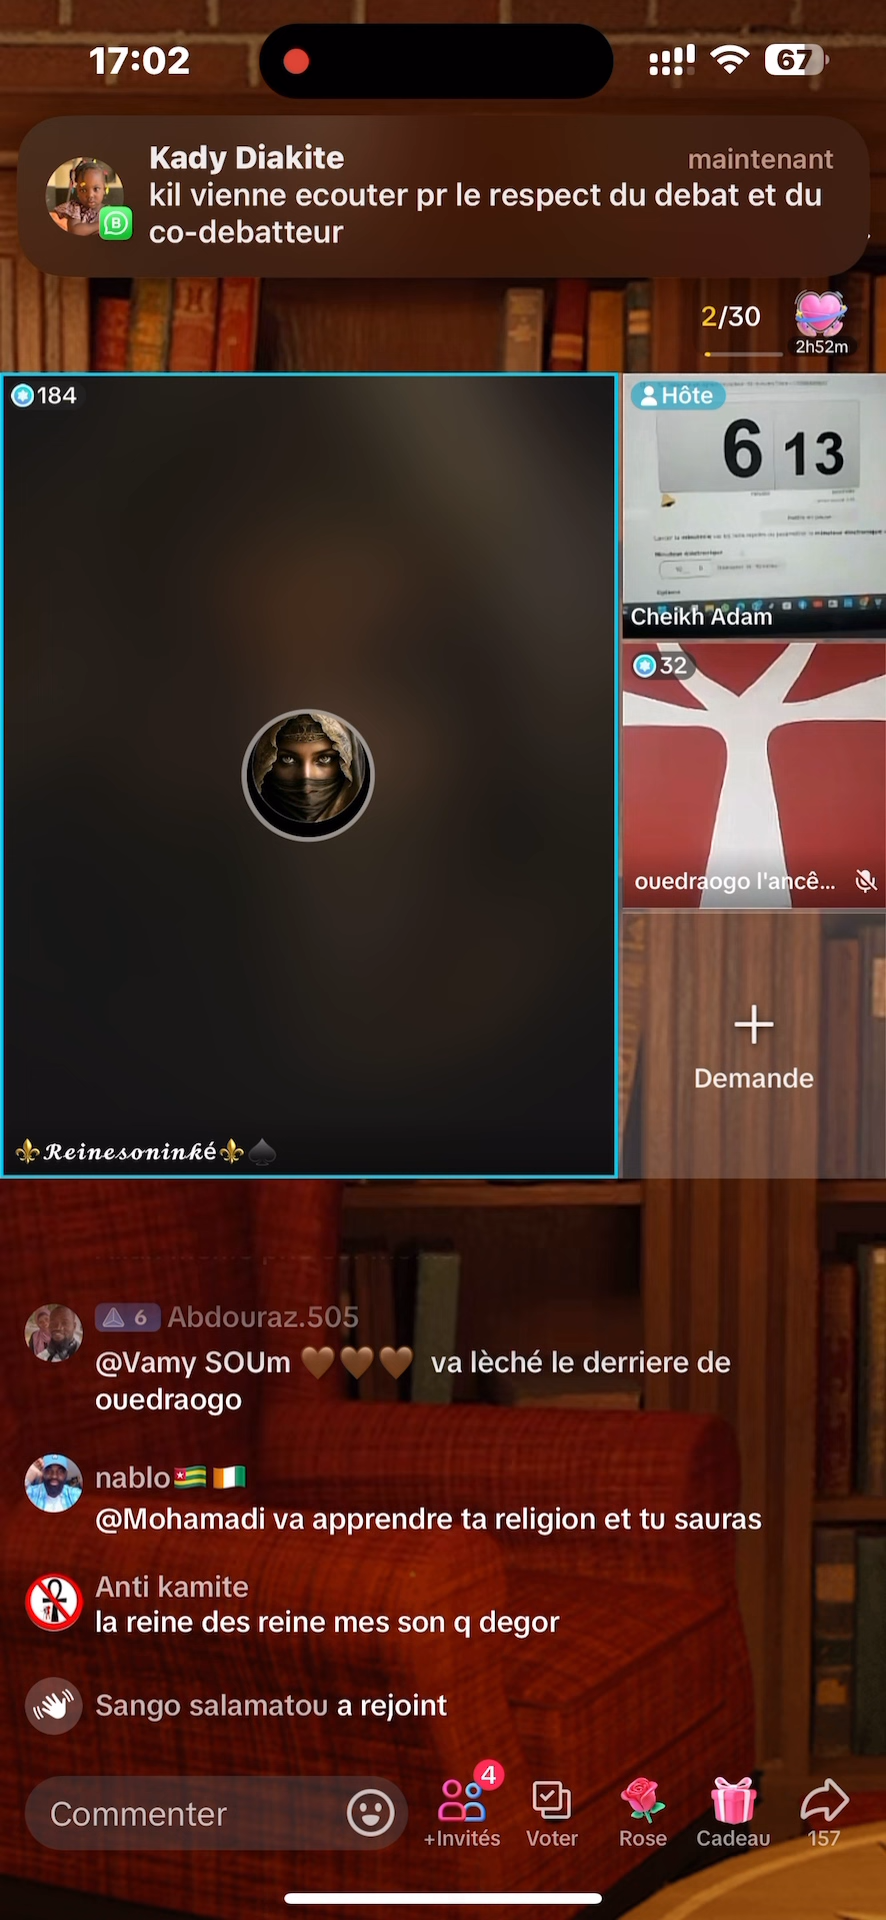 17:02
67
Kady Diakite
maintenant
kil vienne ecouter pr le respect du debat et du
co-debatteur
2/30
2h52m
184
Hôte
6 13
Cheikh Adam
32
ouedraogo l'ancê...
Demande
⚜️𝓡𝓮𝓲𝓷𝓮𝓼𝓸𝓷𝓲𝓷𝓴é⚜️♠️
6 Abdouraz.505
@Vamy SOUm 🤎🤎🤎 va lèché le derriere de
ouedraogo
nablo🇹🇬🇨🇮
@Mohamadi va apprendre ta religion et tu sauras
Anti kamite
la reine des reine mes son q degor
Sango salamatou a rejoint
Commenter
4
+Invités
Voter
Rose
Cadeau
157